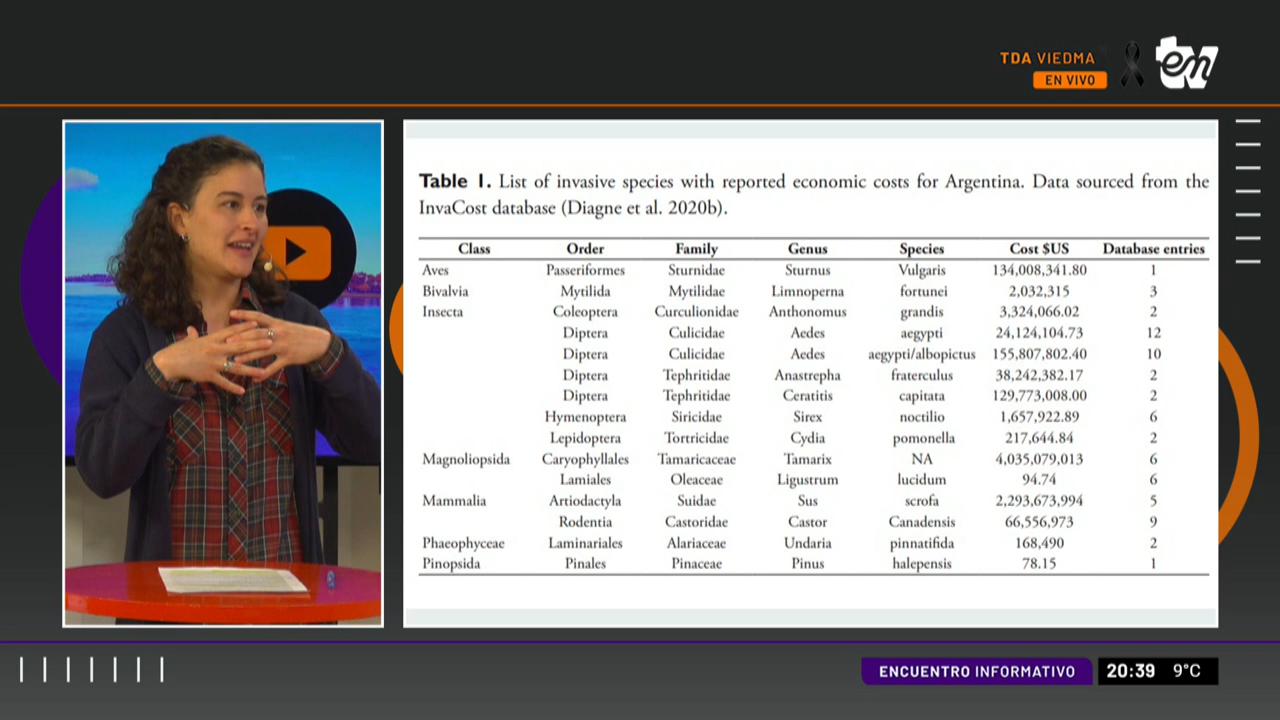 TDA VIEDMA
EN VIVO
tv en
Table 1. List of invasive species with reported economic costs for Argentina. Data sourced from the
InvaCost database (Diagne et al. 2020b).
Class Order Family Genus Species Cost $US Database entries
Aves Passeriformes Sturnidae Sturnus Vulgaris 134,008,341.80 1
Bivalvia Mytilida Mytilidae Limnoperna fortunei 2,032,315 3
Insecta Coleoptera Curculionidae Anthonomus grandis 3,324,066.02 2
Diptera Culicidae Aedes aegypti 24,124,104.73 12
Diptera Culicidae Aedes aegypti/albopictus 155,807,802.40 10
Diptera Tephritidae Anastrepha fraterculus 38,242,382.17 2
Diptera Tephritidae Ceratitis capitata 129,773,008.00 2
Hymenoptera Siricidae Sirex noctilio 1,657,922.89 6
Lepidoptera Tortricidae Cydia pomonella 217,644.84 2
Magnoliopsida Caryophyllales Tamaricaceae Tamarix NA 4,035,079,013 6
Lamiales Oleaceae Ligustrum lucidum 94.74 6
Mammalia Artiodactyla Suidae Sus scrofa 2,293,673,994 5
Rodentia Castoridae Castor Canadensis 66,556,973 9
Phaeophyceae Laminariales Alariaceae Undaria pinnatifida 168,490 2
Pinopsida Pinales Pinaceae Pinus halepensis 78.15 1
ENCUENTRO INFORMATIVO
20:39 9°C